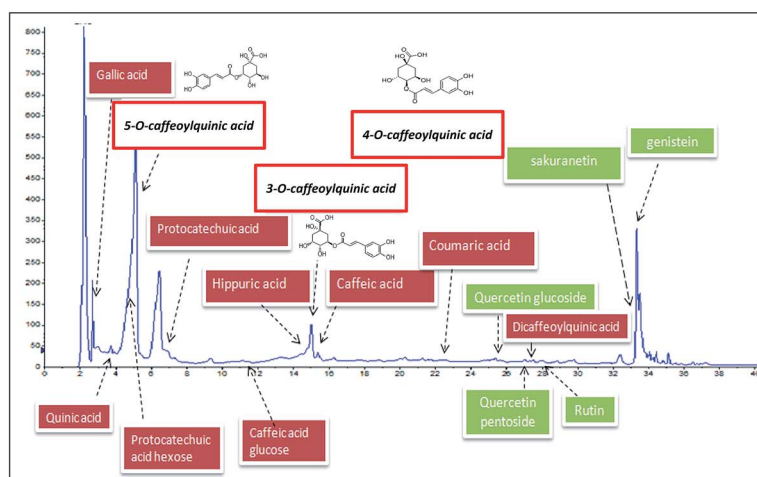 800
750
700
650
600
550
500
450
400
350
300
250
200
150
100
50
0
Gallic acid
5-O-caffeoylquinic acid
4-O-caffeoylquinic acid
3-O-caffeoylquinic acid
sakuranetin
genistein
Protocatechuic acid
Hippuric acid
Caffeic acid
Coumaric acid
Quercetin glucoside
Dicaffeoylquinic acid
0 2 4 6 8 10 12 14 16 18 20 22 24 26 28 30 32 34 36 38 40
Quinic acid
Protocatechuic
acid hexose
Caffeic acid
glucose
Quercetin
pentoside
Rutin